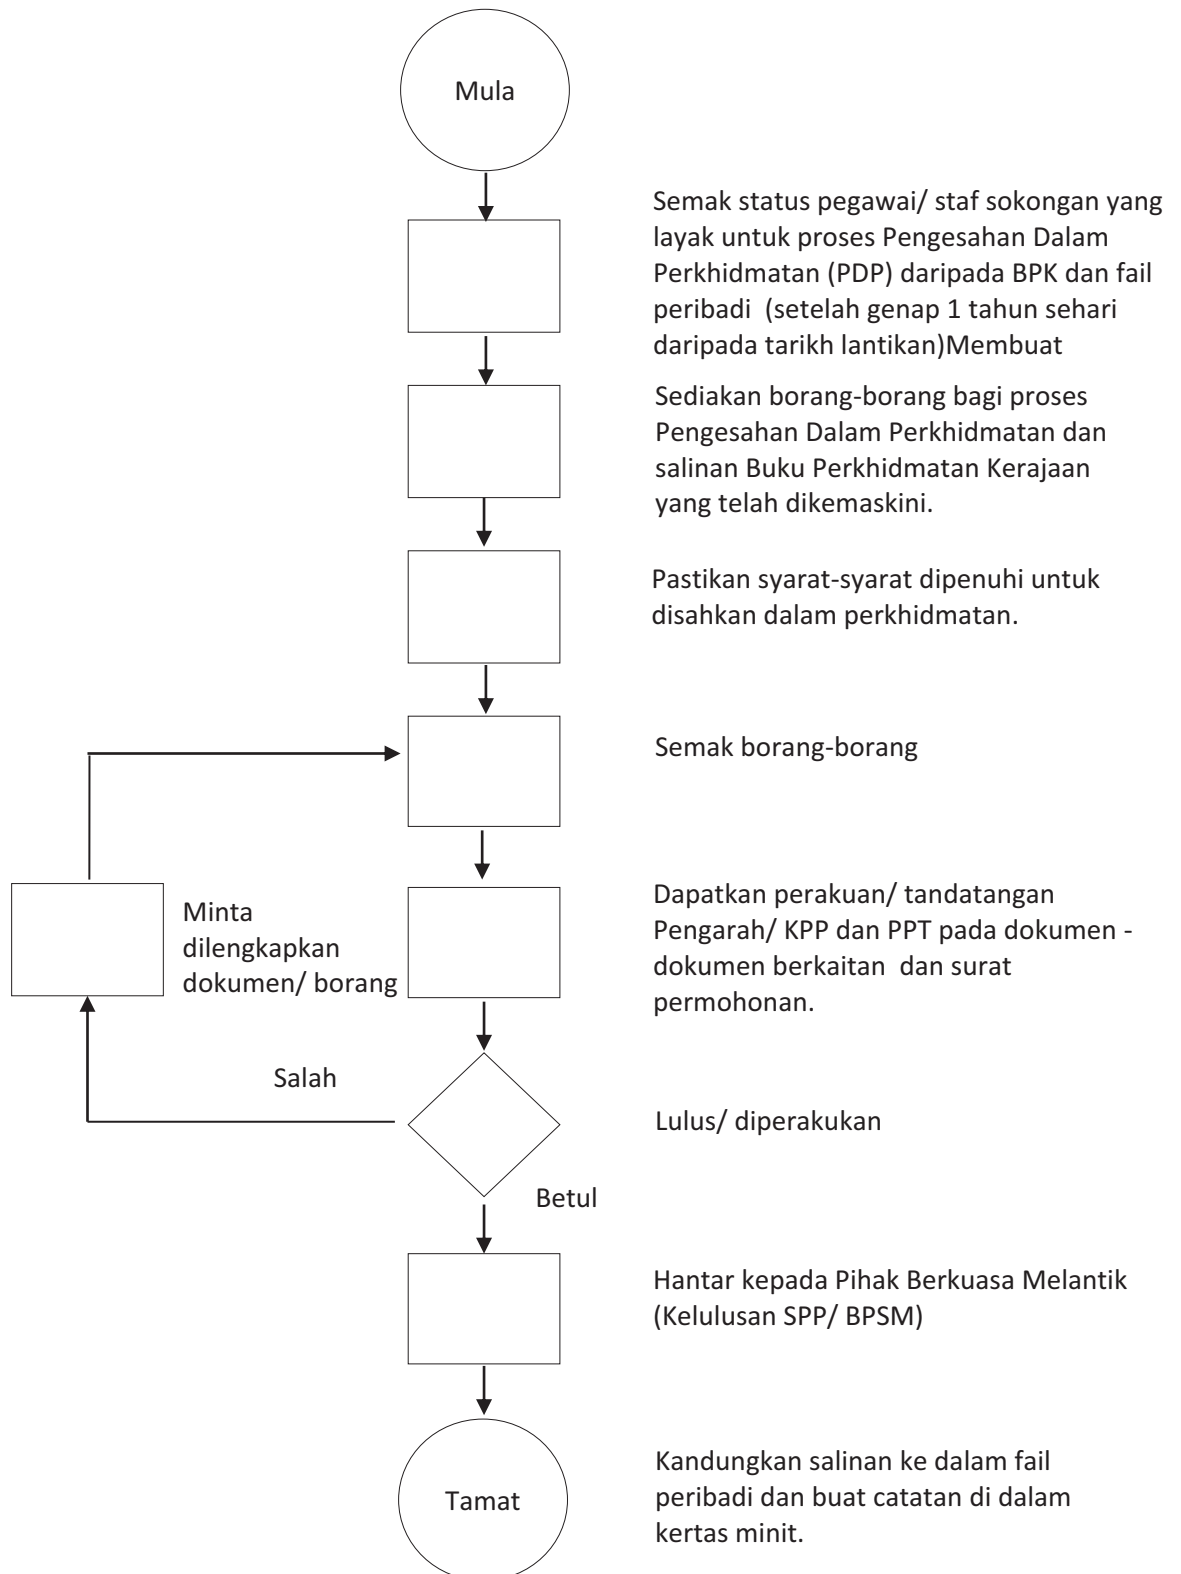 Mula
Semak status pegawai/ staf sokongan yang
layak untuk proses Pengesahan Dalam
Perkhidmatan (PDP) daripada BPK dan fail
peribadi  (setelah genap 1 tahun sehari
daripada tarikh lantikan)Membuat
Sediakan borang-borang bagi proses
Pengesahan Dalam Perkhidmatan dan
salinan Buku Perkhidmatan Kerajaan
yang telah dikemaskini.
Pastikan syarat-syarat dipenuhi untuk
disahkan dalam perkhidmatan.
Semak borang-borang
Minta
dilengkapkan
dokumen/ borang
Dapatkan perakuan/ tandatangan
Pengarah/ KPP dan PPT pada dokumen -
dokumen berkaitan  dan surat
permohonan.
Salah
Lulus/ diperakukan
Betul
Hantar kepada Pihak Berkuasa Melantik
(Kelulusan SPP/ BPSM)
Tamat
Kandungkan salinan ke dalam fail
peribadi dan buat catatan di dalam
kertas minit.